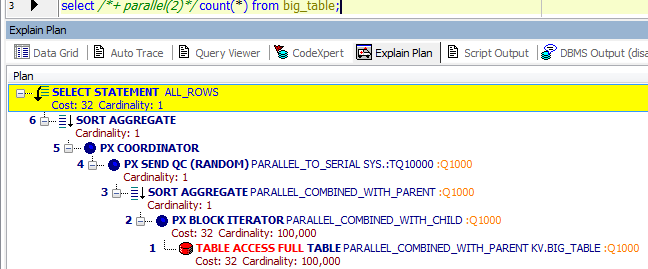 3 select /*+ parallel(2)*/ count(*) from big_table;
Explain Plan
Data Grid Auto Trace Query Viewer CodeXpert Explain Plan Script Output DBMS Output (disa
Plan
SELECT STATEMENT ALL_ROWS
Cost: 32 Cardinality: 1
6 SORT AGGREGATE
Cardinality: 1
5 PX COORDINATOR
4 PX SEND QC (RANDOM) PARALLEL_TO_SERIAL SYS.:TQ10000 :Q1000
Cardinality: 1
3 SORT AGGREGATE PARALLEL_COMBINED_WITH_PARENT :Q1000
Cardinality: 1
2 PX BLOCK ITERATOR PARALLEL_COMBINED_WITH_CHILD :Q1000
Cost: 32 Cardinality: 100,000
1 TABLE ACCESS FULL TABLE PARALLEL_COMBINED_WITH_PARENT KV.BIG_TABLE :Q1000
Cost: 32 Cardinality: 100,000